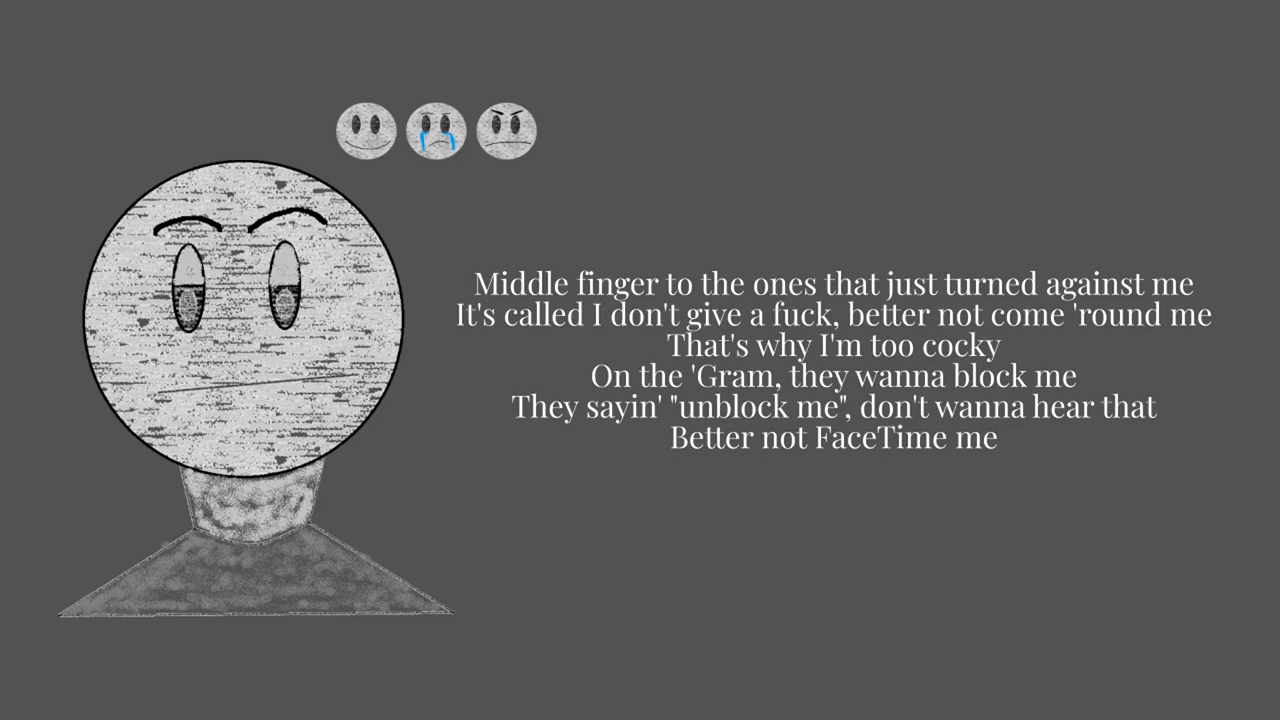 Middle finger to the ones that just turned against me
It's called I don't give a fuck, better not come 'round me
That's why I'm too cocky
On the 'Gram, they wanna block me
They sayin' "unblock me", don't wanna hear that
Better not FaceTime me